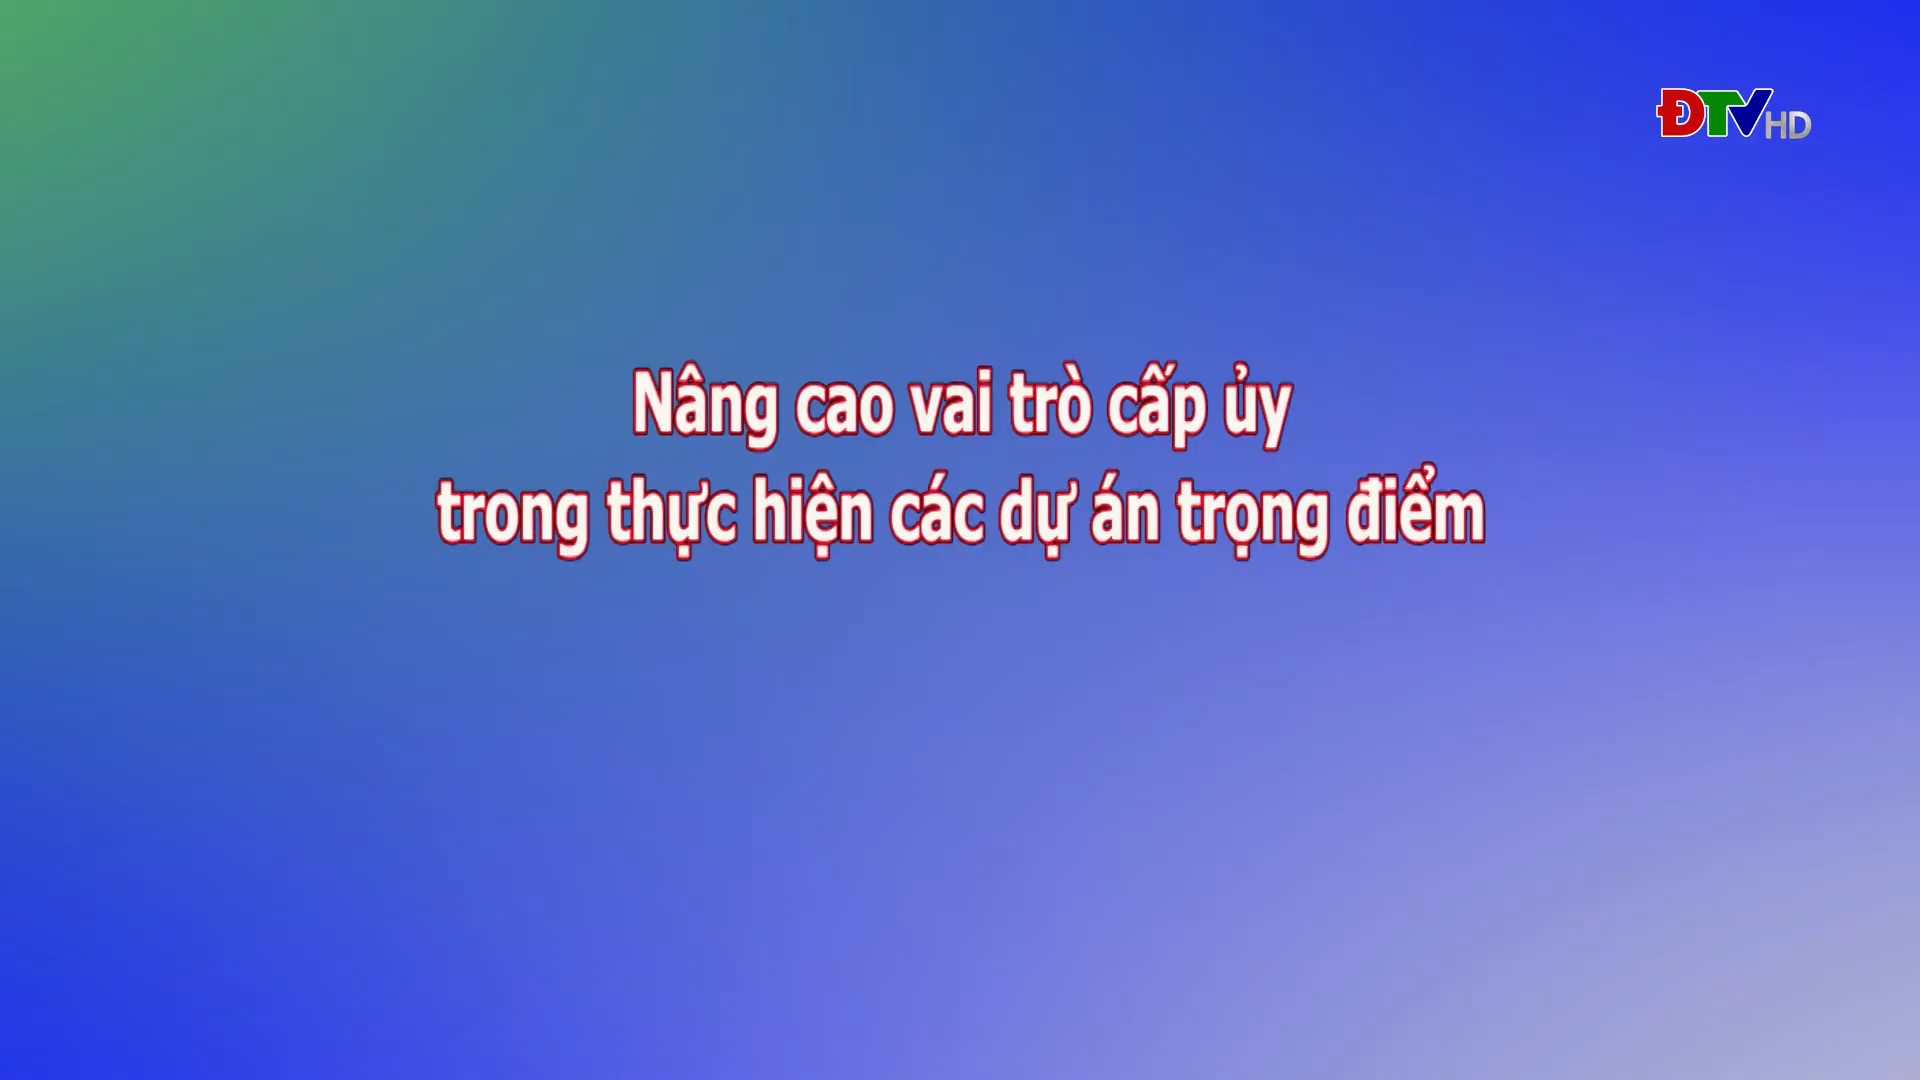 ĐTV HD
Nâng cao vai trò cấp ủy
trong thực hiện các dự án trọng điểm